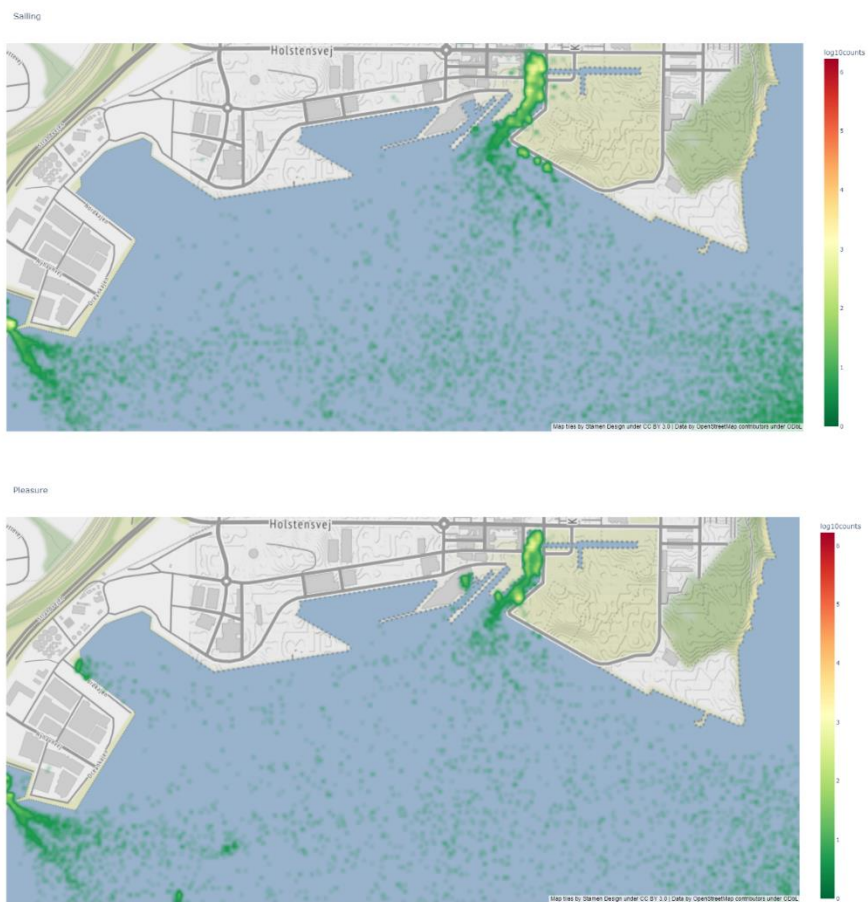 Sailing
Holstensvej
K
log10counts
6
5
4
3
2
1
0
Map tiles by Stamen Design under CC BY 3.0 | Data by OpenStreetMap contributors under ODbL
Pleasure
Holstensvej
K
log10counts
6
5
4
3
2
1
0
Map tiles by Stamen Design under CC BY 3.0 | Data by OpenStreetMap contributors under ODbL